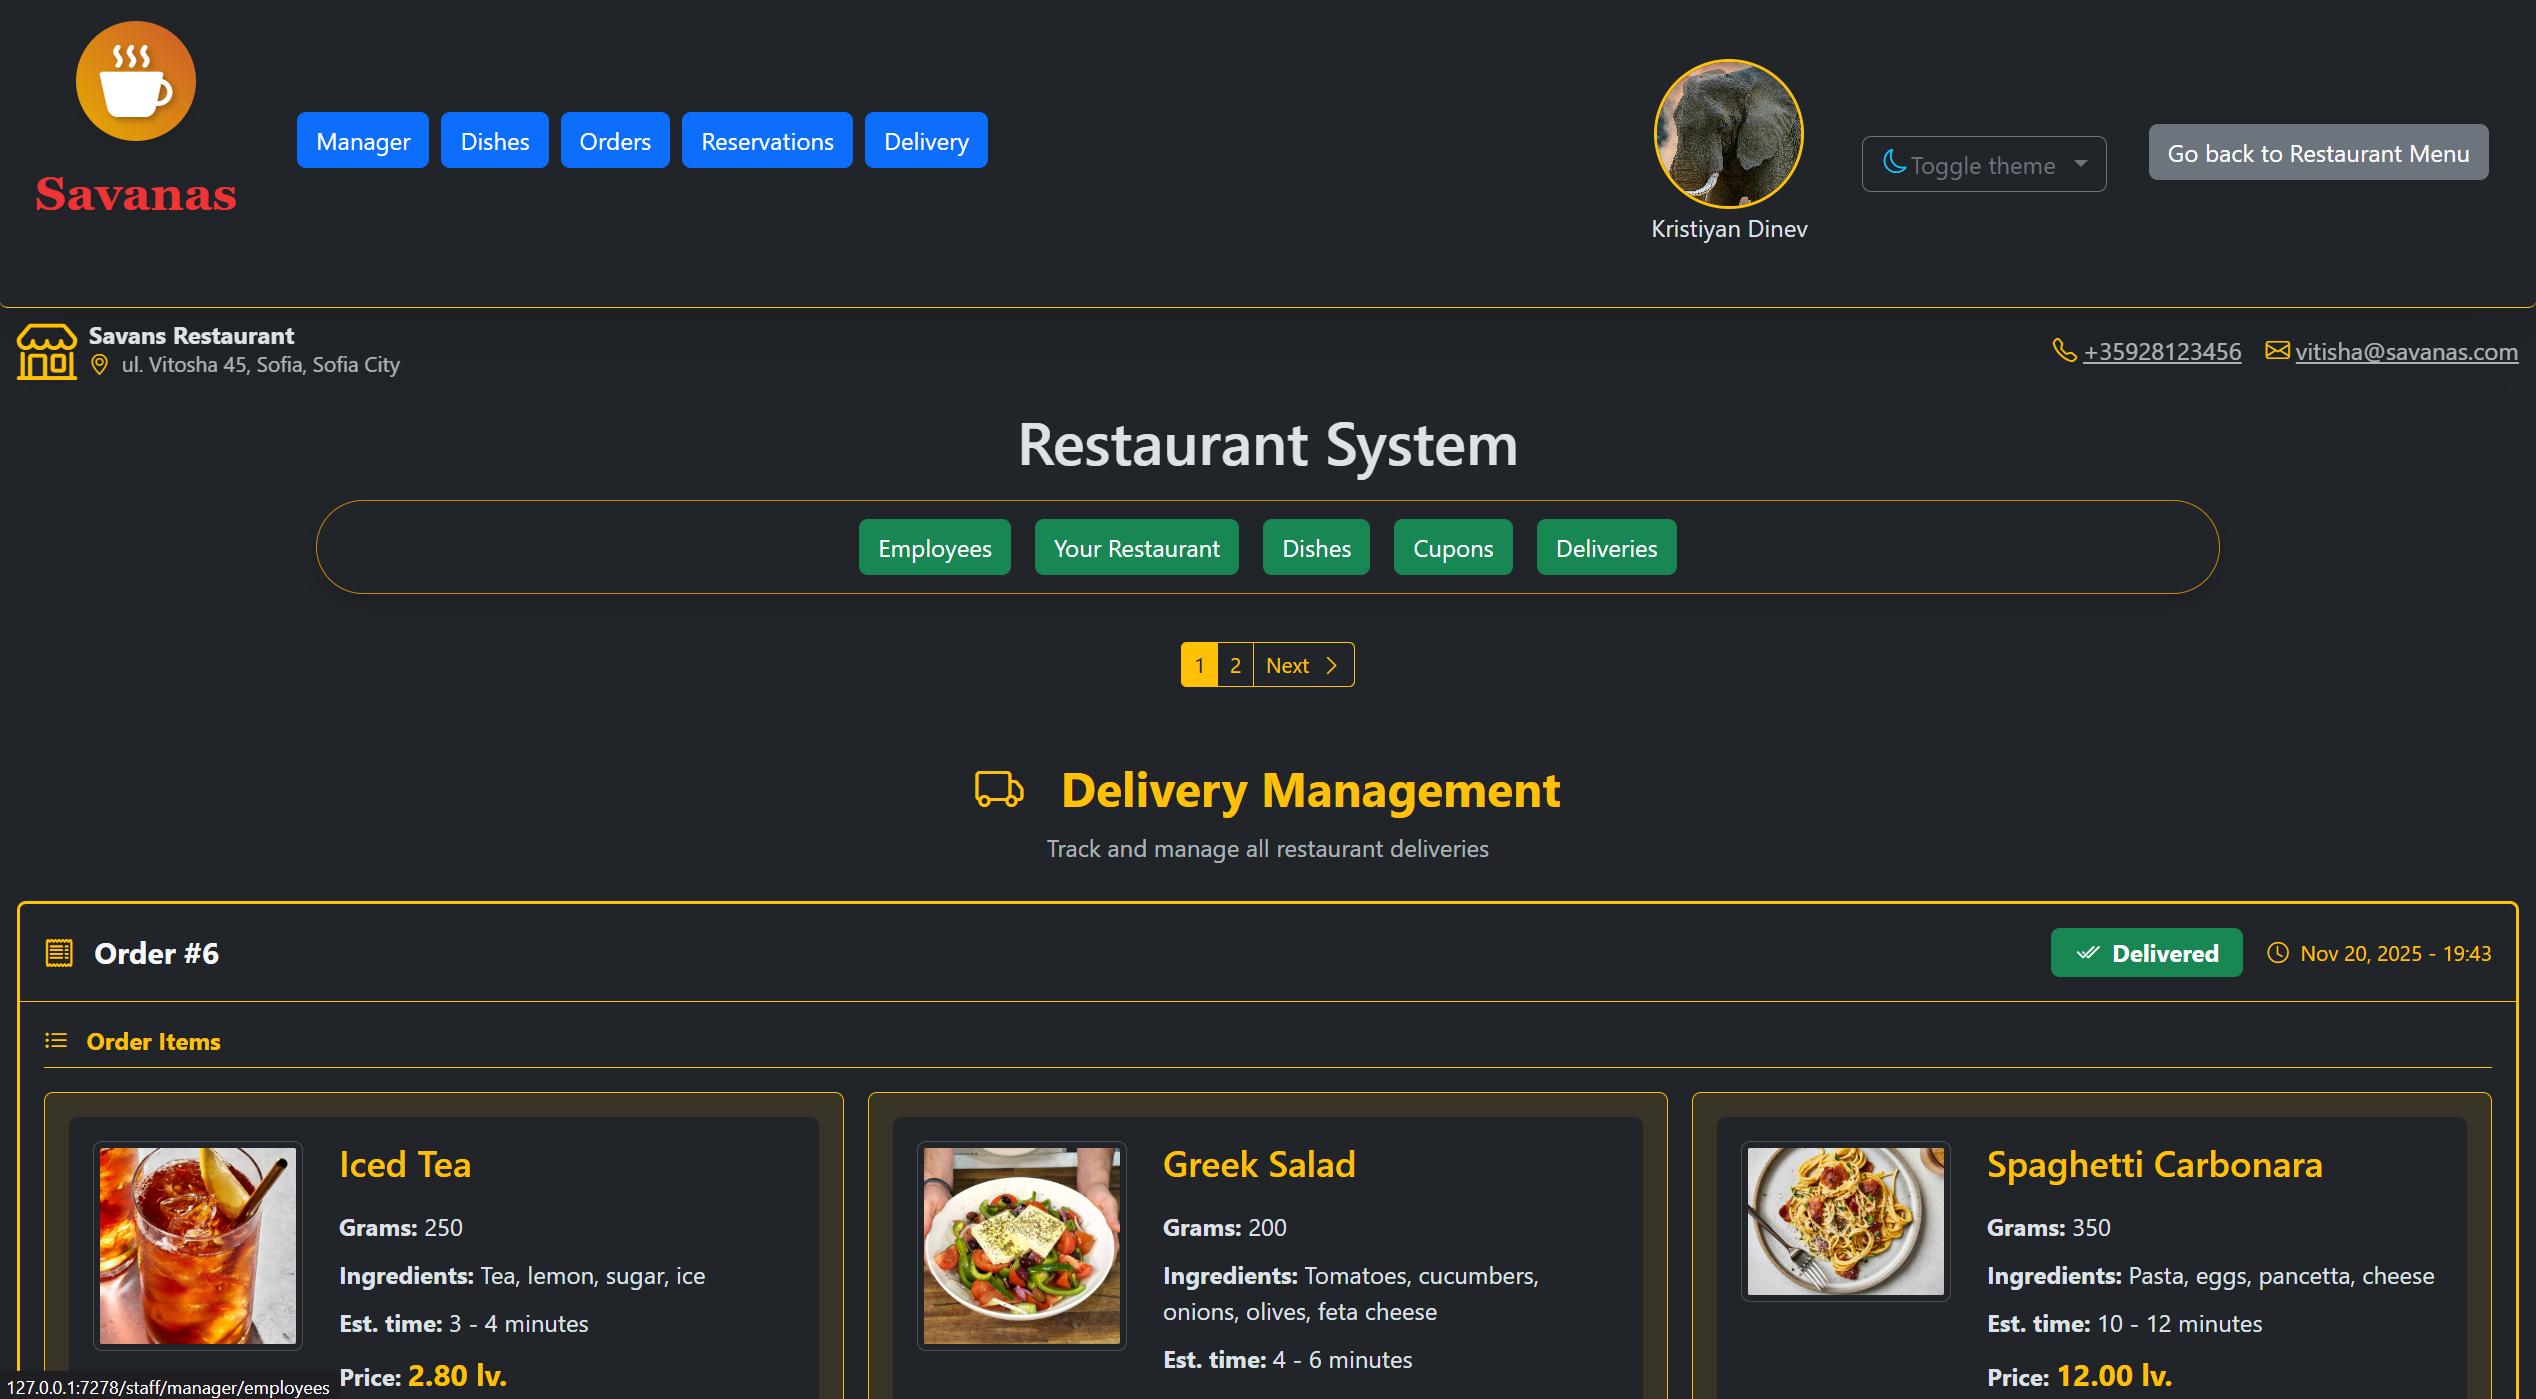 Savanas
Manager
Dishes
Orders
Reservations
Delivery
Kristiyan Dinev
Toggle theme
Go back to Restaurant Menu
Savans Restaurant
ul. Vitosha 45, Sofia, Sofia City
+35928123456
vitisha@savanas.com
Restaurant System
Employees
Your Restaurant
Dishes
Cupons
Deliveries
1
2
Next
Delivery Management
Track and manage all restaurant deliveries
Order #6
Delivered
Nov 20, 2025 - 19:43
Order Items
Iced Tea
Grams: 250
Ingredients: Tea, lemon, sugar, ice
Est. time: 3 - 4 minutes
Price: 2.80 lv.
Greek Salad
Grams: 200
Ingredients: Tomatoes, cucumbers,
onions, olives, feta cheese
Est. time: 4 - 6 minutes
Spaghetti Carbonara
Grams: 350
Ingredients: Pasta, eggs, pancetta, cheese
Est. time: 10 - 12 minutes
Price: 12.00 lv.
127.0.0.1:7278/staff/manager/employees